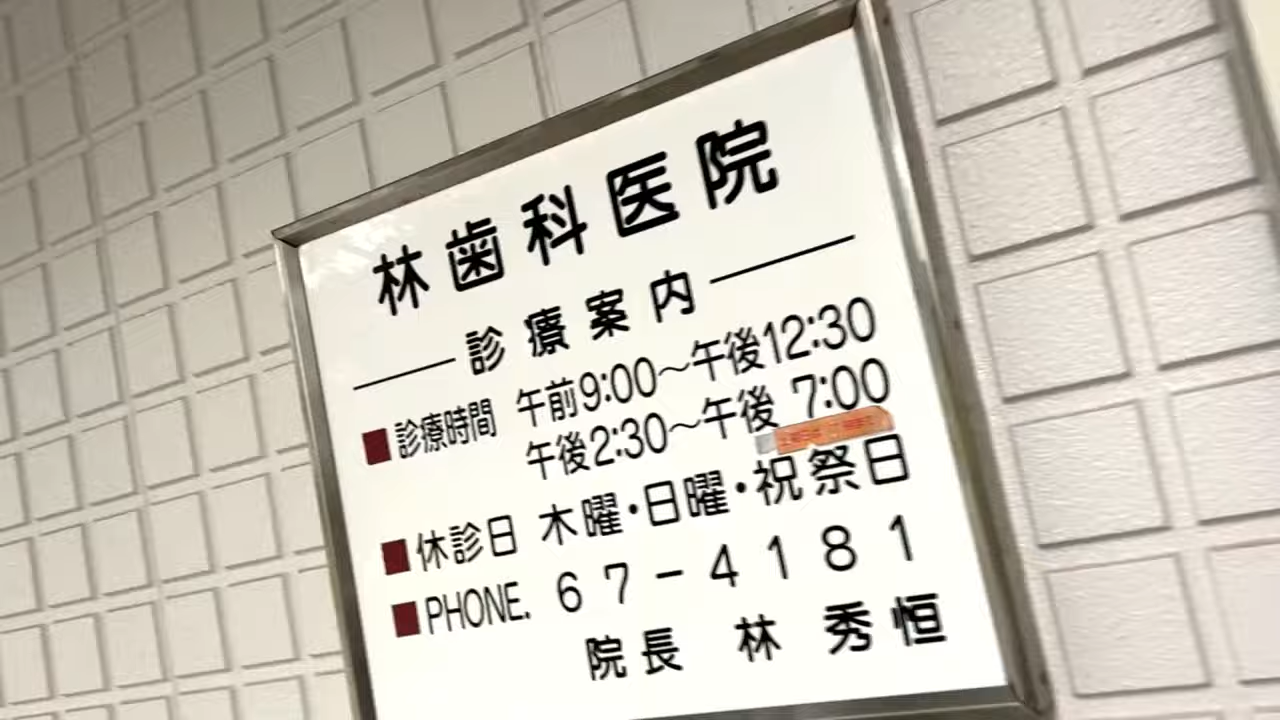 林歯科医院
診療案内
■診療時間 午前9:00～午後12:30
午後2:30～午後7:00
■休診日 木曜・日曜・祝祭日
■PHONE. 67-4181
院長 林 秀恒